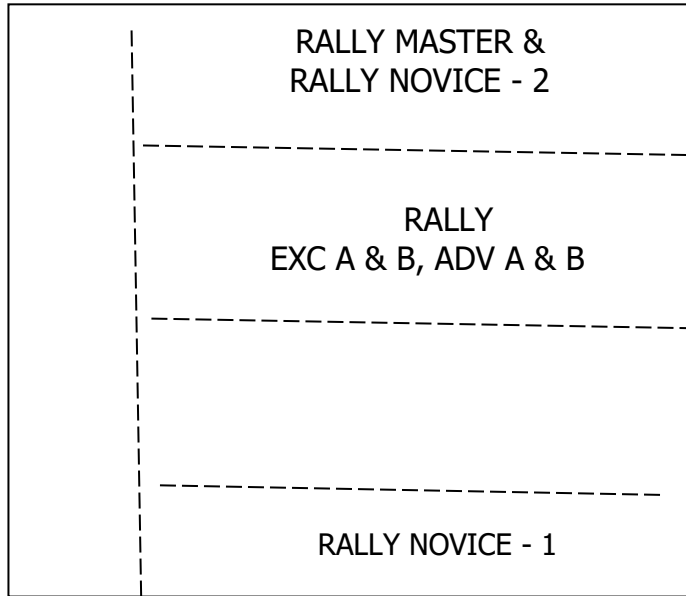 RALLY MASTER &
RALLY NOVICE - 2
RALLY
EXC A & B, ADV A & B
RALLY NOVICE - 1